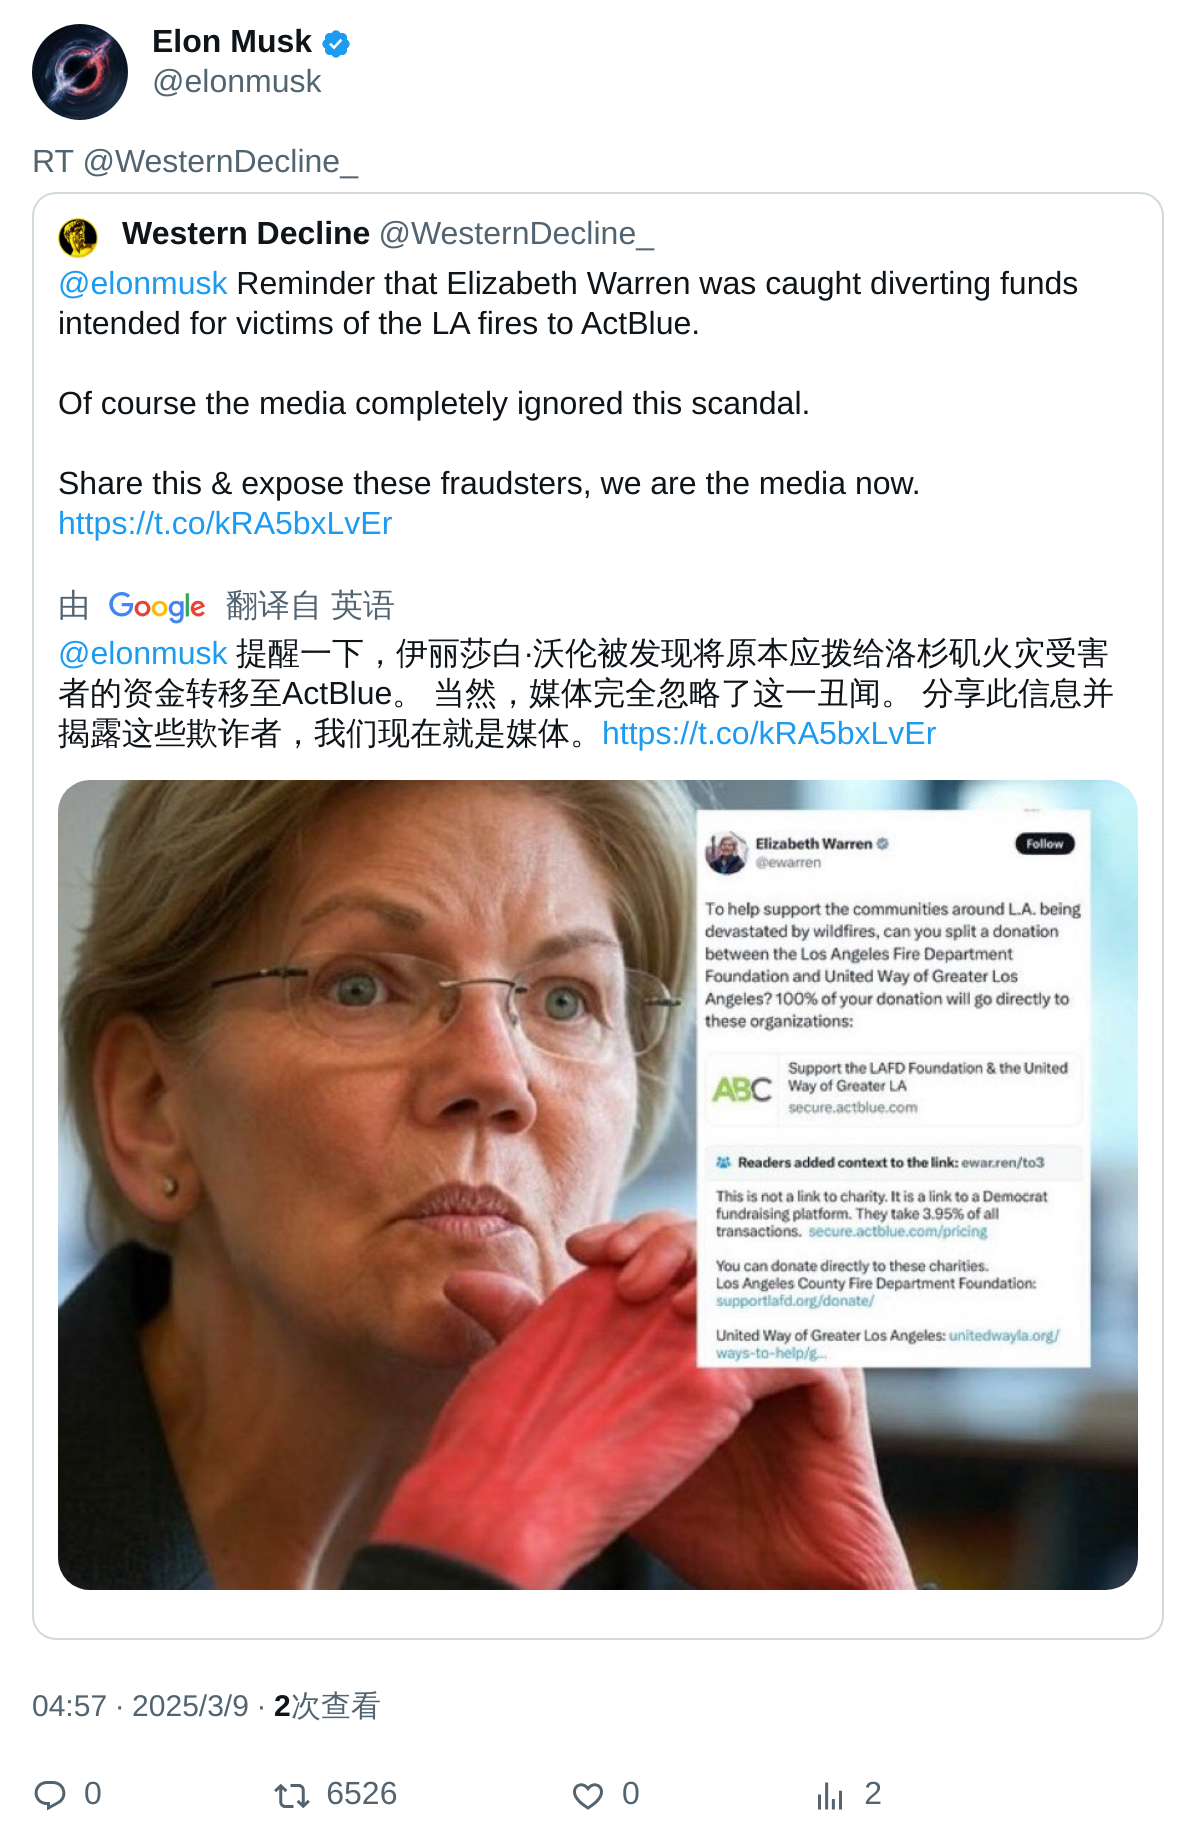 Elon Musk
@elonmusk
RT @WesternDecline_
Western Decline @WesternDecline_
@elonmusk Reminder that Elizabeth Warren was caught diverting funds
intended for victims of the LA fires to ActBlue.
Of course the media completely ignored this scandal.
Share this & expose these fraudsters, we are the media now.
https://t.co/kRA5bxLvEr
由 Google 翻译自 英语
@elonmusk 提醒一下，伊丽莎白·沃伦被发现将原本应拨给洛杉矶火灾受害
者的资金转移至ActBlue。 当然，媒体完全忽略了这一丑闻。 分享此信息并
揭露这些欺诈者，我们现在就是媒体。https://t.co/kRA5bxLvEr
Elizabeth Warren
@ewarren
Follow
To help support the communities around L.A. being
devastated by wildfires, can you split a donation
between the Los Angeles Fire Department
Foundation and United Way of Greater Los
Angeles? 100% of your donation will go directly to
these organizations:
ABC
Support the LAFD Foundation & the United
Way of Greater LA
secure.actblue.com
Readers added context to the link: ewar.ren/to3
This is not a link to charity. It is a link to a Democrat
fundraising platform. They take 3.95% of all
transactions. secure.actblue.com/pricing
You can donate directly to these charities.
Los Angeles County Fire Department Foundation:
supportlafd.org/donate/
United Way of Greater Los Angeles: unitedwayla.org/
ways-to-help/g...
04:57 · 2025/3/9 · 2次查看
0
6526
0
2